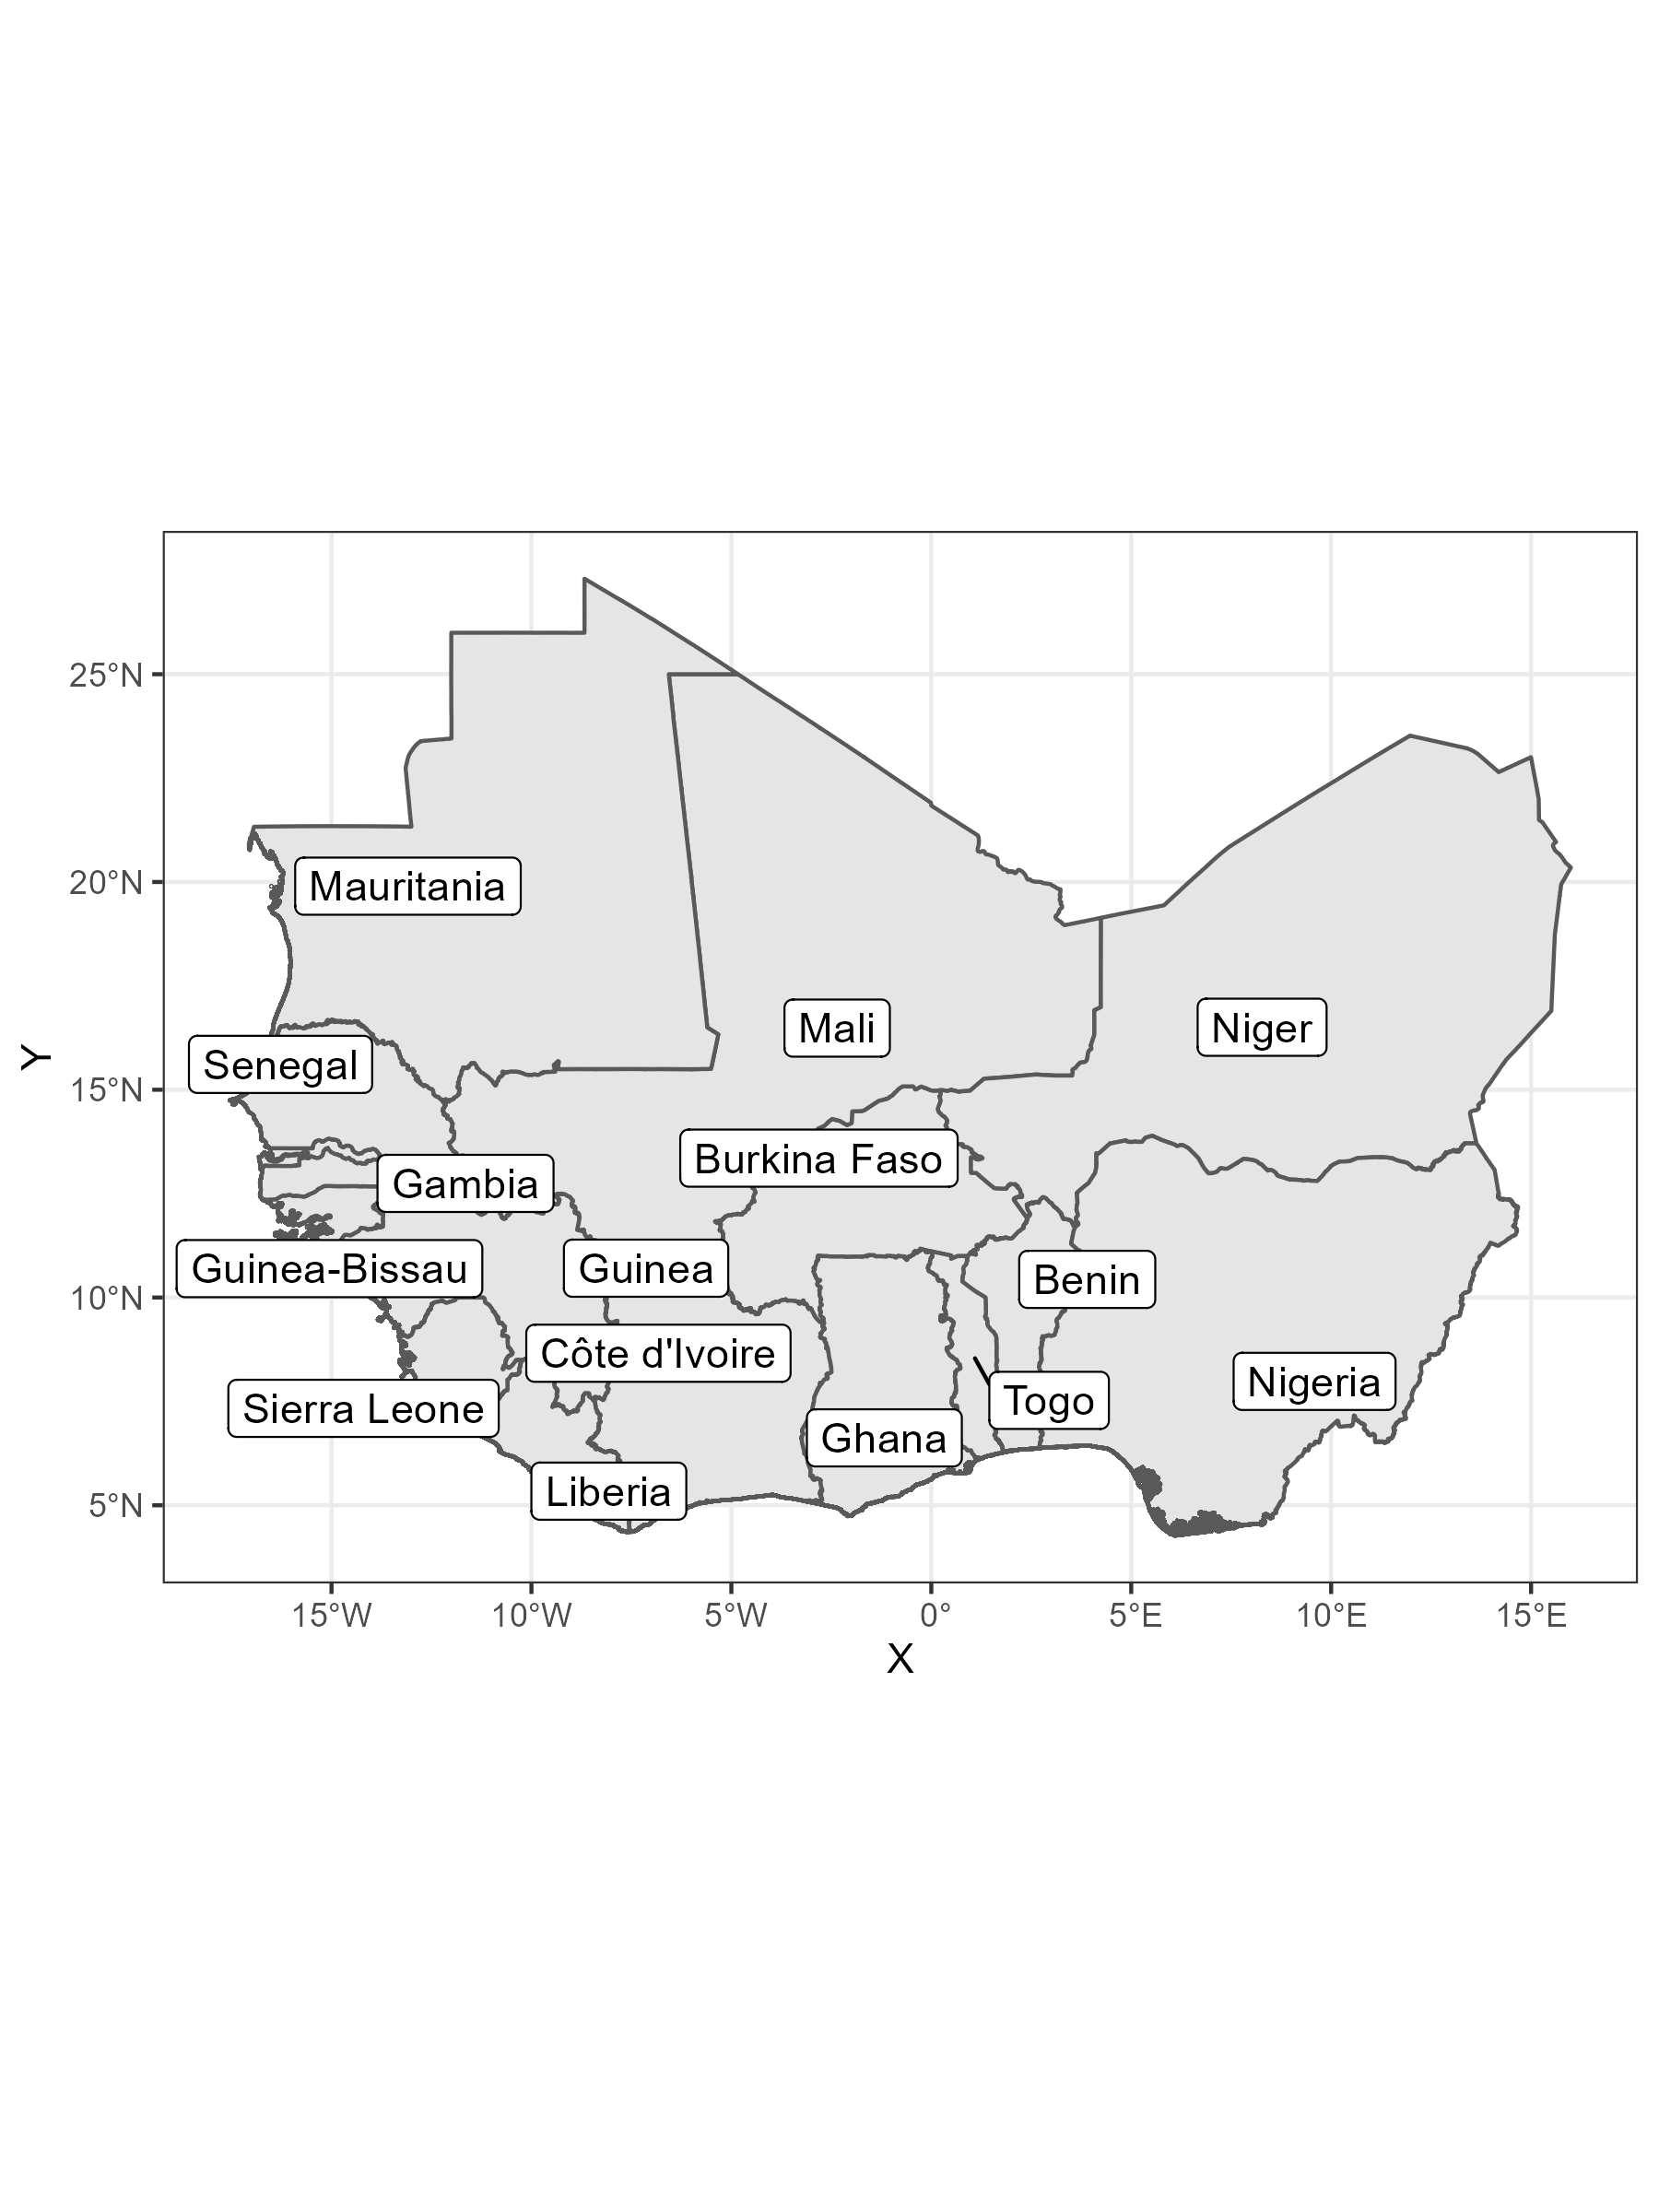 25°N
20°N
15°N
10°N
5°N
Y
Mauritania
Mali
Niger
Senegal
Burkina Faso
Gambia
Guinea-Bissau
Guinea
Benin
Côte d'Ivoire
Nigeria
Togo
Sierra Leone
Ghana
Liberia
15°W
10°W
5°W
0°
5°E
10°E
15°E
X